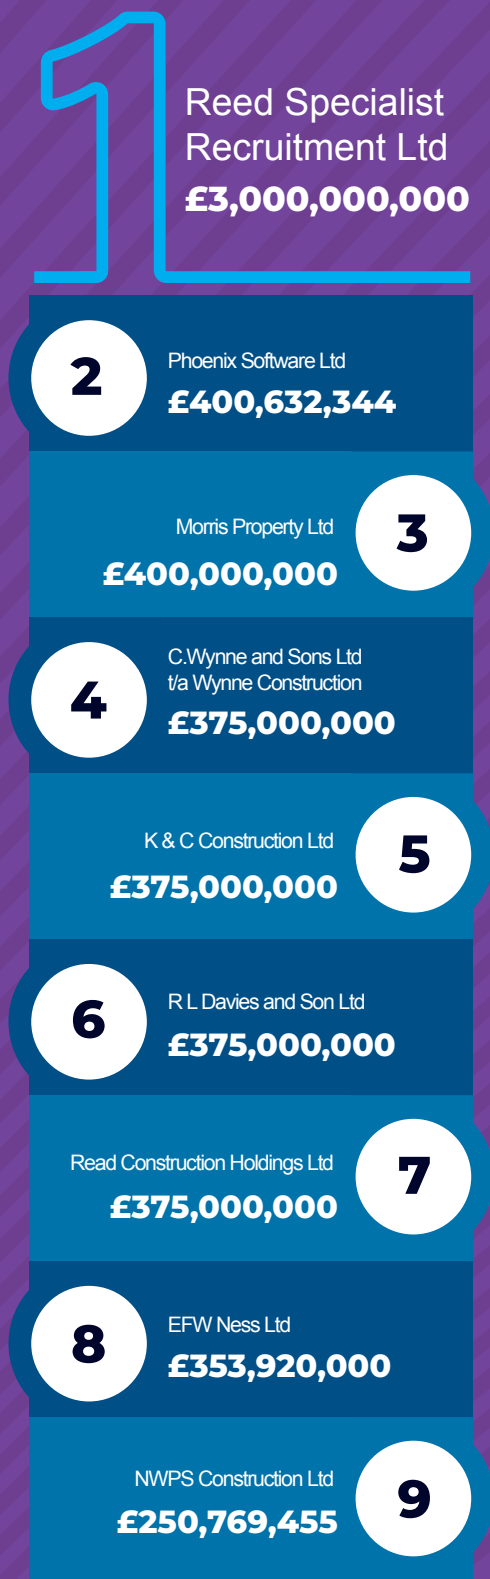 1
Reed Specialist
Recruitment Ltd
£3,000,000,000
2
Phoenix Software Ltd
£400,632,344
Morris Property Ltd
£400,000,000
3
4
C.Wynne and Sons Ltd
t/a Wynne Construction
£375,000,000
K & C Construction Ltd
£375,000,000
5
6
R L Davies and Son Ltd
£375,000,000
Read Construction Holdings Ltd
£375,000,000
7
8
EFW Ness Ltd
£353,920,000
NWPS Construction Ltd
£250,769,455
9